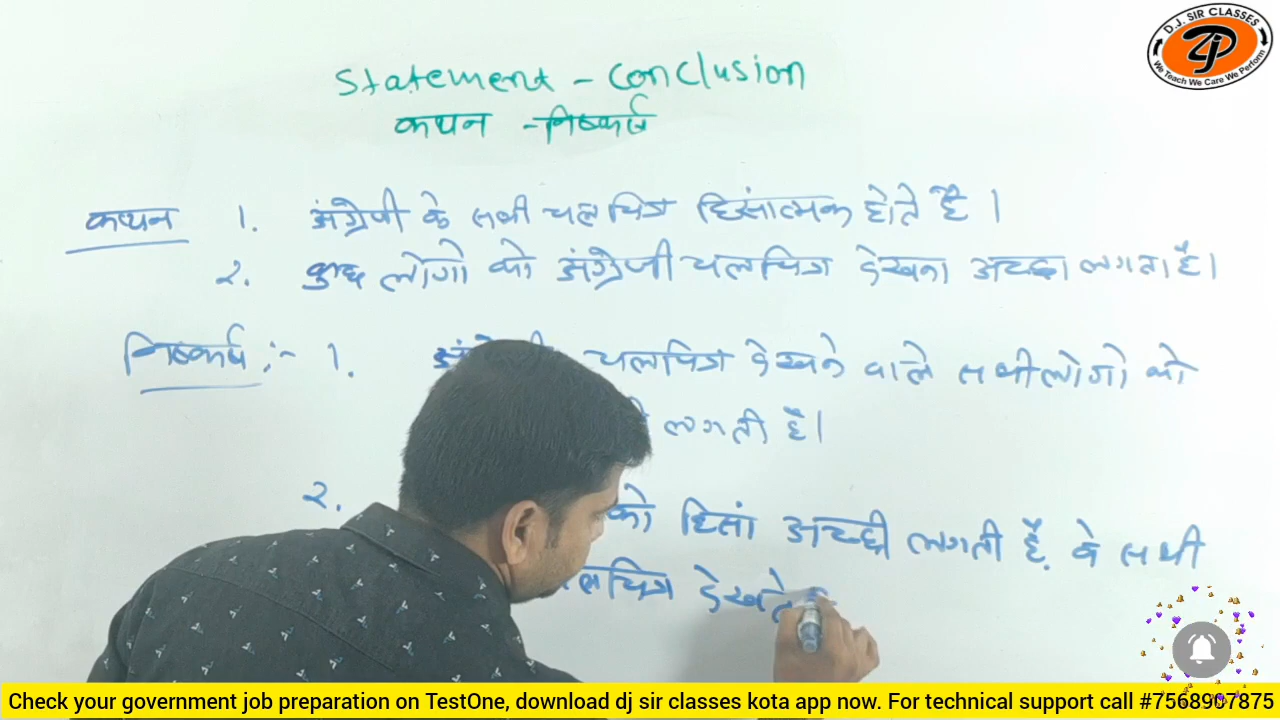 D.J. SIR CLASSES
We Teach We Care We Perform
Statement - Conclusion
कथन - निष्कर्ष
कथन 1. अंग्रेजी के सभी चलचित्र हिसांत्मक होते है ।
2. कुछ लोगो को अंग्रेजी चलचित्र देखना अच्छा लगता है।
निष्कर्ष :- 1. चलचित्र देखने वाले सभी लोगो को
लगती है।
2. को हिसां अच्छी लगती है, वे सभी
देखते
Check your government job preparation on TestOne, download dj sir classes kota app now. For technical support call #7568907875